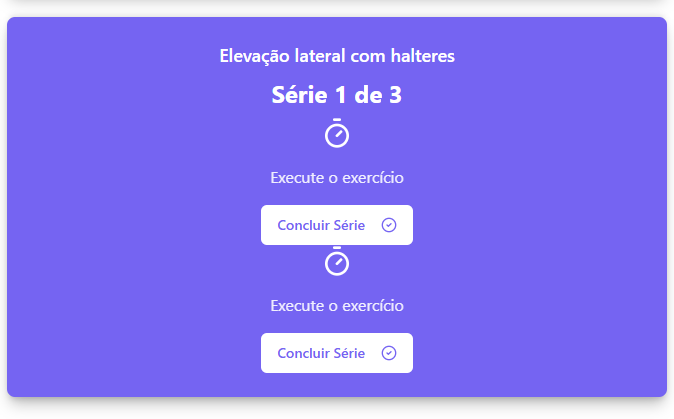 Elevação lateral com halteres
Série 1 de 3
Execute o exercício
Concluir Série
Execute o exercício
Concluir Série